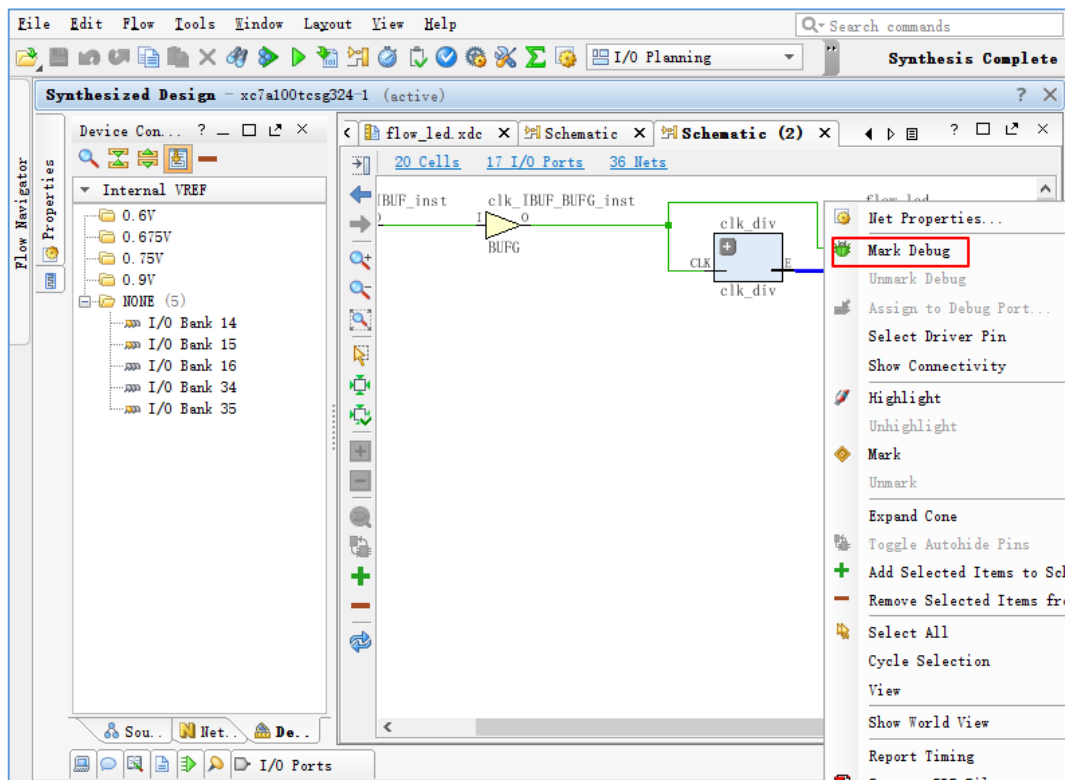 File Edit Flow Tools Window Layout View Help
Search commands
I/O Planning
Synthesis Complete
Synthesized Design - xc7a100tcsg324-1 (active)
Flow Navigator
Properties
Device Con... ?
Internal VREF
0.6V
0.675V
0.75V
0.9V
NONE (5)
I/O Bank 14
I/O Bank 15
I/O Bank 16
I/O Bank 34
I/O Bank 35
Sou..
Net..
De..
I/O Ports
flow_led.xdc
Schematic
Schematic (2)
20 Cells 17 I/O Ports 36 Nets
IBUF_inst
clk_IBUF_BUFG_inst
I
O
BUFG
clk_div
CLK
E
clk_div
flow_led
Net Properties...
Mark Debug
Unmark Debug
Assign to Debug Port...
Select Driver Pin
Show Connectivity
Highlight
Unhighlight
Mark
Unmark
Expand Cone
Toggle Autohide Pins
Add Selected Items to Sch
Remove Selected Items fro
Select All
Cycle Selection
View
Show World View
Report Timing